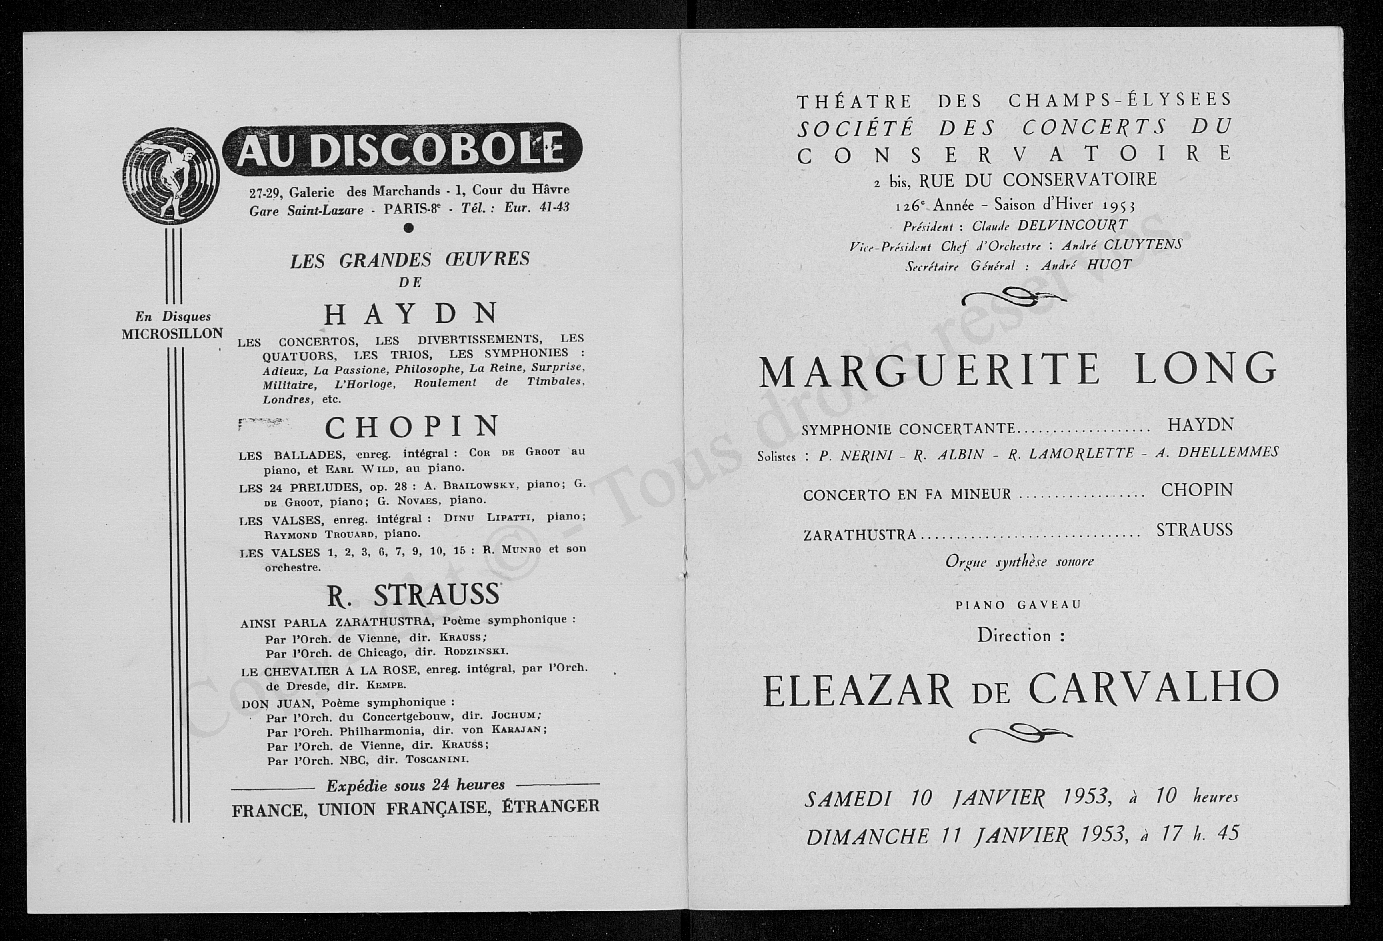 AU DISCOBOLE
27-29, Galerie des Marchands - 1, Cour du Hâvre
Gare Saint-Lazare - PARIS-8e - Tél. : Eur. 41-43
LES GRANDES ŒUVRES
DE
En Disques
MICROSILLON
HAYDN
LES CONCERTOS, LES DIVERTISSEMENTS, LES
QUATUORS, LES TRIOS, LES SYMPHONIES :
Adieux, La Passione, Philosophe, La Reine, Surprise,
Militaire, L'Horloge, Roulement de Timbales,
Londres, etc.
CHOPIN
LES BALLADES, enreg. intégral : COR DE GROOT au
piano, et EARL WILD, au piano.
LES 24 PRELUDES, op. 28 : A. BRAILOWSKY, piano; G.
DE GROOT, piano; G. NOVAES, piano.
LES VALSES, enreg. intégral : DINU LIPATTI, piano;
RAYMOND TROUARD, piano.
LES VALSES 1, 2, 3, 6, 7, 9, 10, 15 : R. MUNRO et son
orchestre.
R. STRAUSS
AINSI PARLA ZARATHUSTRA, Poème symphonique :
Par l'Orch. de Vienne, dir. KRAUSS;
Par l'Orch. de Chicago, dir. RODZINSKI.
LE CHEVALIER A LA ROSE, enreg. intégral, par l'Orch.
de Dresde, dir. KEMPE.
DON JUAN, Poème symphonique :
Par l'Orch. du Concertgebouw, dir. JOCHUM;
Par l'Orch. Philharmonia, dir. von KARAJAN;
Par l'Orch. de Vienne, dir. KRAUSS;
Par l'Orch. NBC, dir. TOSCANINI.
Expédie sous 24 heures
FRANCE, UNION FRANÇAISE, ÉTRANGER
THÉATRE DES CHAMPS-ÉLYSEES
SOCIÉTÉ DES CONCERTS DU
CONSERVATOIRE
2 bis, RUE DU CONSERVATOIRE
126e Année - Saison d'Hiver 1953
Président : Claude DELVINCOURT
Vice-Président Chef d'Orchestre : André CLUYTENS
Secrétaire Général : André HUOT
MARGUERITE LONG
SYMPHONIE CONCERTANTE................... HAYDN
Solistes : P. NERINI - R. ALBIN - R. LAMORLETTE - A. DHELLEMMES
CONCERTO EN FA MINEUR .................. CHOPIN
ZARATHUSTRA............................... STRAUSS
Orgue synthèse sonore
PIANO GAVEAU
Direction :
ELEAZAR DE CARVALHO
SAMEDI 10 JANVIER 1953, à 10 heures
DIMANCHE 11 JANVIER 1953, à 17 h. 45
Copyright © - Tous droits réservés.